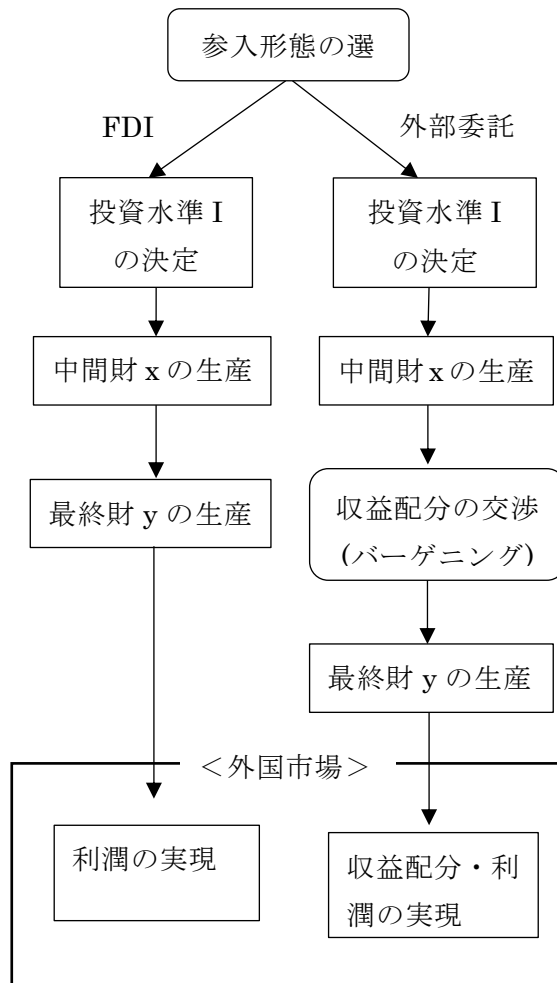 参入形態の選
FDI
外部委託
投資水準 I
の決定
投資水準 I
の決定
中間財 x の生産
中間財 x の生産
最終財 y の生産
収益配分の交渉
(バーゲニング)
最終財 y の生産
＜外国市場＞
利潤の実現
収益配分・利
潤の実現